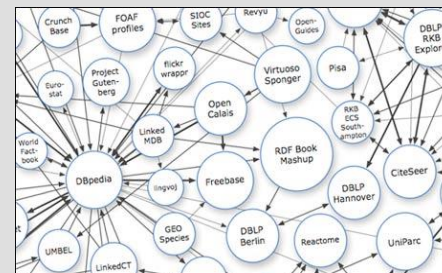 Crunch
Base
FOAF
profiles
SIOC
Sites
Revyu
Open-
Guides
DBLP
RKB
Explor
Euro-
stat
Project
Guten-
berg
flickr
wrappr
Virtuoso
Sponger
Pisa
Open
Calais
RKB
ECS
South-
ampton
World
Fact-
book
Linked
MDB
RDF Book
Mashup
CiteSeer
DBpedia
lingvoj
Freebase
DBLP
Hannover
GEO
Species
DBLP
Berlin
Reactome
UniParc
UMBEL
LinkedCT